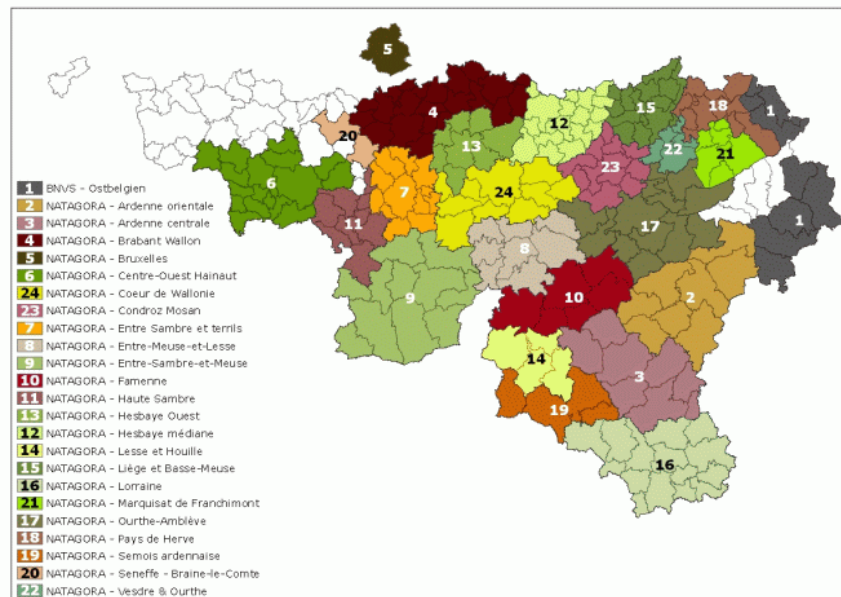 5
4
20
12
15
18
1
13
22
21
6
7
24
23
11
17
1
8
9
10
2
14
3
19
16
1 BNVS - Ostbelgien
2 NATAGORA - Ardenne orientale
3 NATAGORA - Ardenne centrale
4 NATAGORA - Brabant Wallon
5 NATAGORA - Bruxelles
6 NATAGORA - Centre-Ouest Hainaut
24 NATAGORA - Coeur de Wallonie
23 NATAGORA - Condroz Mosan
7 NATAGORA - Entre Sambre et terrils
8 NATAGORA - Entre-Meuse-et-Lesse
9 NATAGORA - Entre-Sambre-et-Meuse
10 NATAGORA - Famenne
11 NATAGORA - Haute Sambre
13 NATAGORA - Hesbaye Ouest
12 NATAGORA - Hesbaye médiane
14 NATAGORA - Lesse et Houille
15 NATAGORA - Liège et Basse-Meuse
16 NATAGORA - Lorraine
21 NATAGORA - Marquisat de Franchimont
17 NATAGORA - Ourthe-Amblève
18 NATAGORA - Pays de Herve
19 NATAGORA - Semois ardennaise
20 NATAGORA - Seneffe - Braine-le-Comte
22 NATAGORA - Vesdre & Ourthe